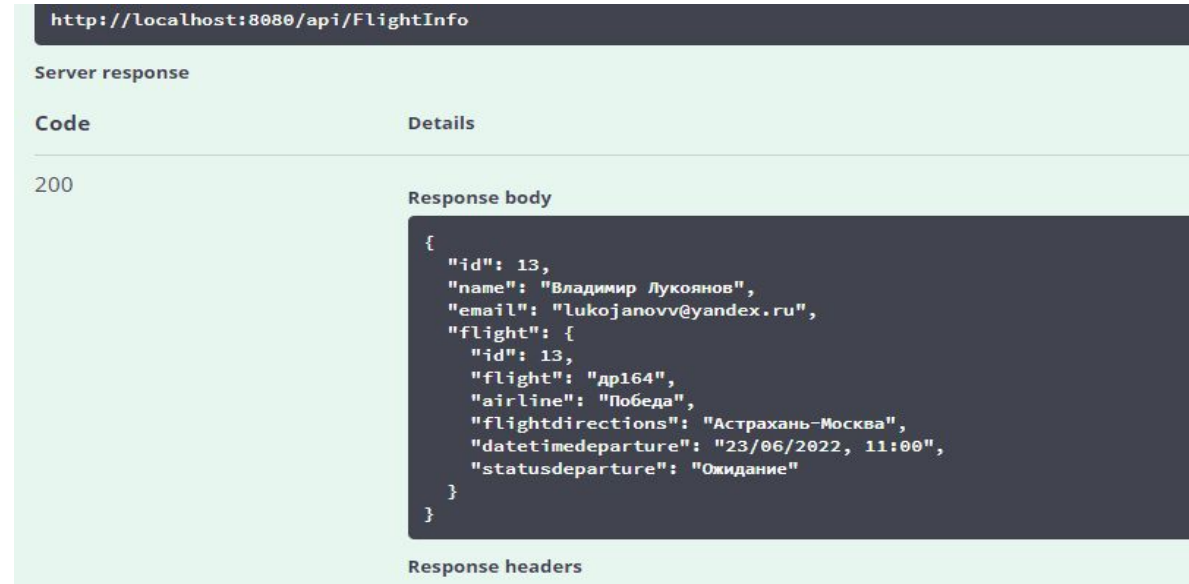 http://localhost:8080/api/FlightInfo
Server response
Code Details
200
Response body
{
  "id": 13,
  "name": "Владимир Лукоянов",
  "email": "lukojanovv@yandex.ru",
  "flight": {
    "id": 13,
    "flight": "др164",
    "airline": "Победа",
    "flightdirections": "Астрахань-Москва",
    "datetimedeparture": "23/06/2022, 11:00",
    "statusdeparture": "Ожидание"
  }
}
Response headers